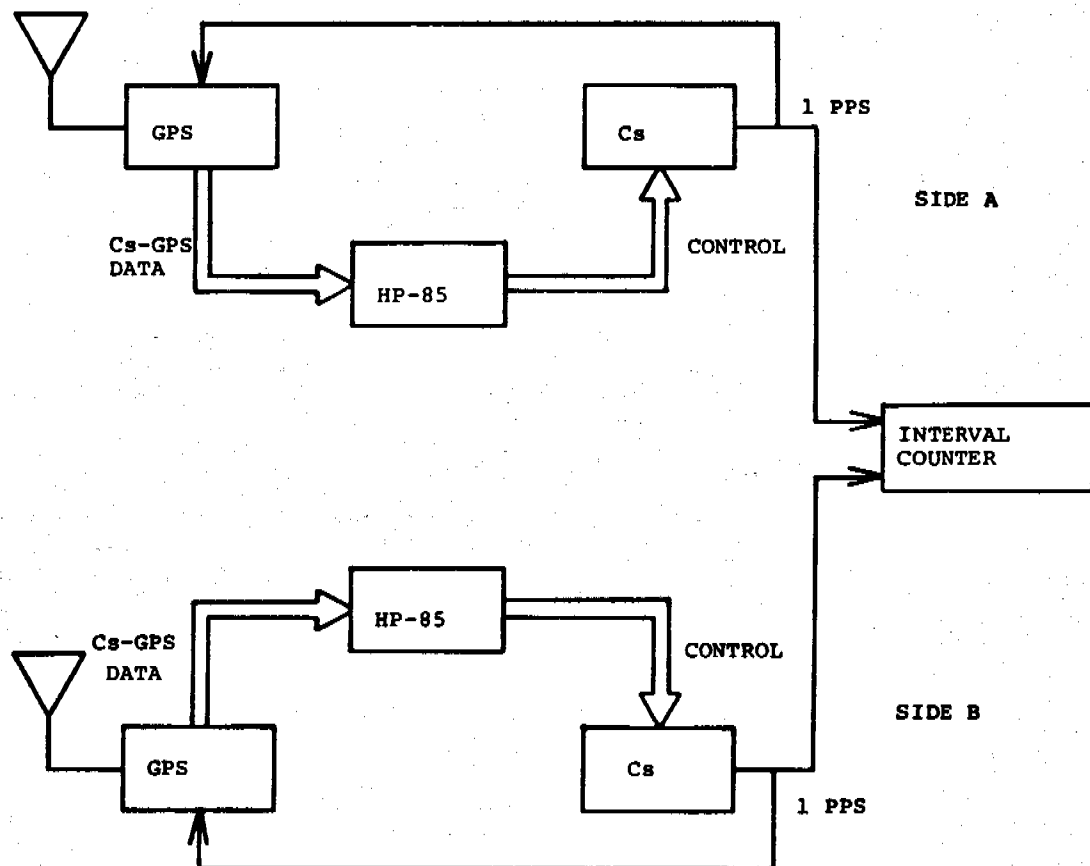 1 PPS
GPS
Cs
SIDE A
Cs-GPS
DATA
CONTROL
HP-85
INTERVAL
COUNTER
HP-85
Cs-GPS
DATA
CONTROL
SIDE B
GPS
Cs
1 PPS